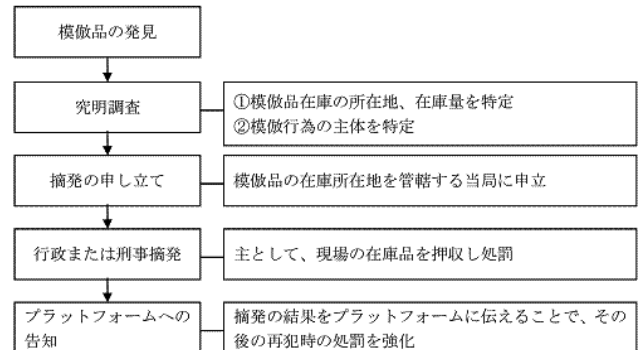 模倣品の発見
究明調査
①模倣品在庫の所在地、在庫量を特定
②模倣行為の主体を特定
摘発の申し立て
模倣品の在庫所在地を管轄する当局に申立
行政または刑事摘発
主として、現場の在庫品を押収し処罰
プラットフォームへの
告知
摘発の結果をプラットフォームに伝えることで、その
後の再犯時の処罰を強化